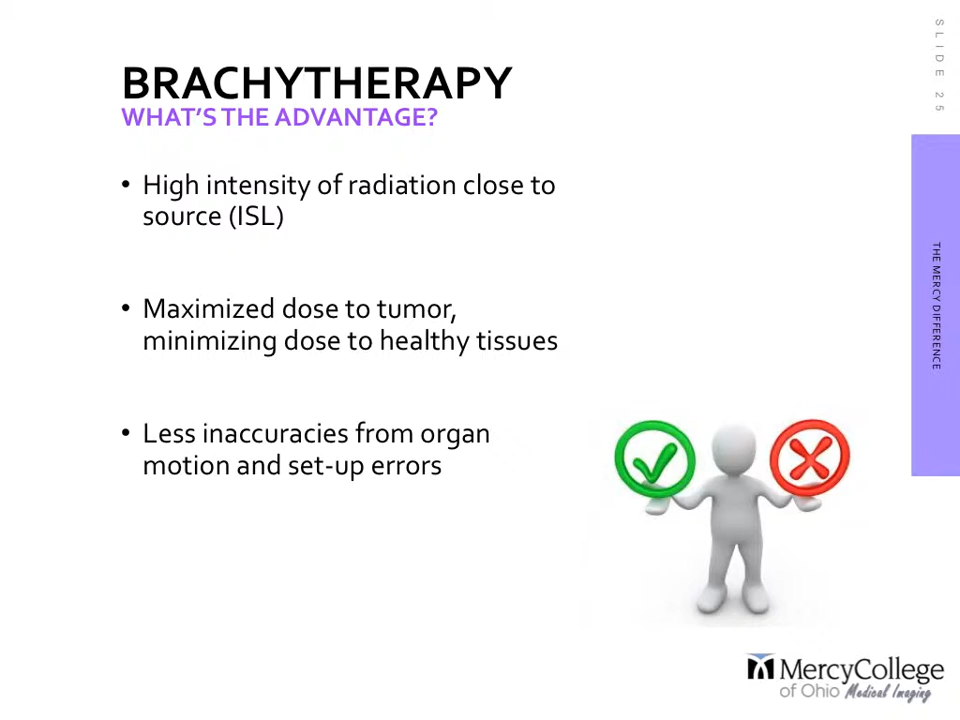 SLIDE 25
BRACHYTHERAPY
WHAT'S THE ADVANTAGE?
• High intensity of radiation close to
source (ISL)
• Maximized dose to tumor,
minimizing dose to healthy tissues
• Less inaccuracies from organ
motion and set-up errors
THE MERCY DIFFERENCE
MercyCollege
of Ohio Medical Imaging